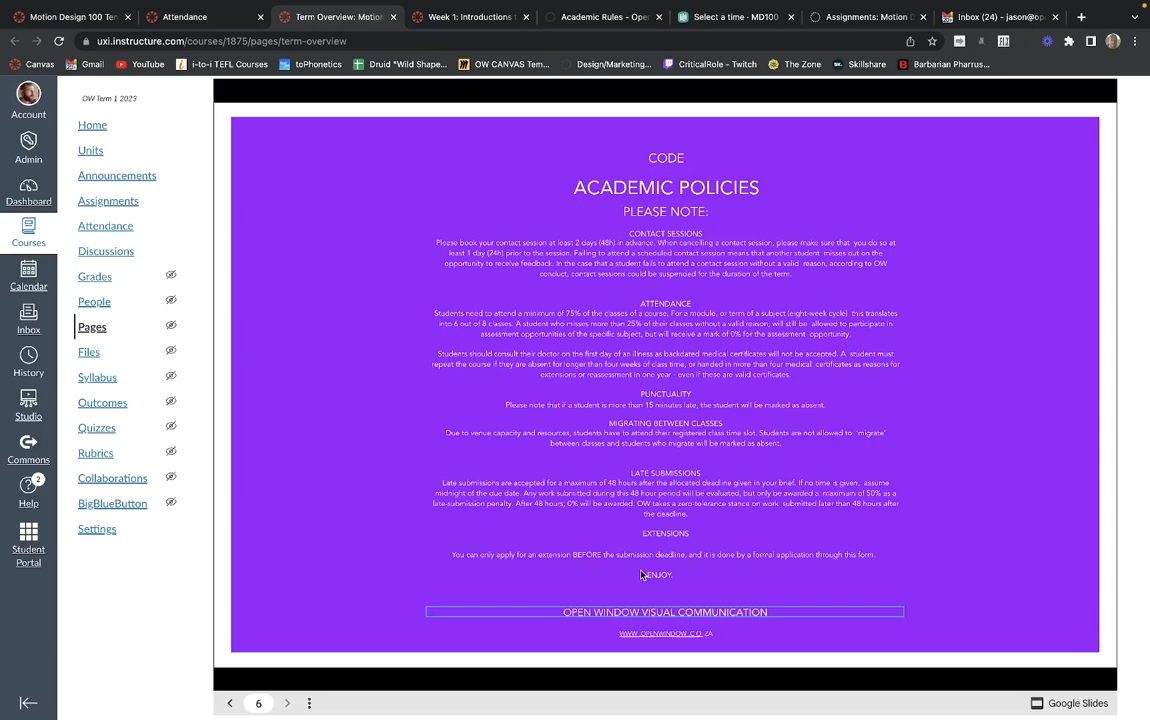 Motion Design 100 Ter
Attendance
Term Overview: Motion
Week 1: Introductions
Academic Rules - Ope
Select a time - MD100
Assignments: Motion D
Inbox (24) - jason@op
uxi.instructure.com/courses/1875/pages/term-overview
Canvas
Gmail
YouTube
i-to-i TEFL Courses
toPhonetics
Druid "Wild Shape...
OW CANVAS Tem...
Design/Marketing...
CriticalRole - Twitch
The Zone
Skillshare
Barbarian Pharrus...
Account
Admin
Dashboard
Courses
Calendar
Inbox
History
Studio
Commons
2
Help
Student
Portal
OW Term 1 2023
Home
Units
Announcements
Assignments
Attendance
Discussions
Grades
People
Pages
Files
Syllabus
Outcomes
Quizzes
Rubrics
Collaborations
BigBlueButton
Settings
CODE
ACADEMIC POLICIES
PLEASE NOTE:
CONTACT SESSIONS
Please book your contact session at least 2 days (48h) in advance. When cancelling a contact session, please make sure that you do so at
least 1 day (24h) prior to the session. Failing to attend a scheduled contact session means that another student misses out on the
opportunity to receive feedback. In the case that a student fails to attend a contact session without a valid reason, according to OW
conduct, contact sessions could be suspended for the duration of the term.
ATTENDANCE
Students need to attend a minimum of 75% of the classes of a course. For a module, or term of a subject (eight-week cycle) this translates
into 6 out of 8 classes. A student who misses more than 25% of their classes without a valid reason, will still be allowed to participate in
assessment opportunities of the specific subject, but will receive a mark of 0% for the assessment opportunity.
Students should consult their doctor on the first day of an illness as backdated medical certificates will not be accepted. A student must
repeat the course if they are absent for longer than four weeks of class time, or handed in more than four medical certificates as reasons for
extensions or reassessment in one year - even if these are valid certificates.
PUNCTUALITY
Please note that if a student is more than 15 minutes late, the student will be marked as absent.
MIGRATING BETWEEN CLASSES
Due to venue capacity and resources, students have to attend their registered class time slot. Students are not allowed to 'migrate'
between classes and students who migrate will be marked as absent.
LATE SUBMISSIONS
Late submissions are accepted for a maximum of 48 hours after the allocated deadline given in your brief. If no time is given, assume
midnight of the due date. Any work submitted during this 48 hour period will be evaluated, but only be awarded a maximum of 50% as a
late-submission penalty. After 48 hours, 0% will be awarded. OW takes a zero-tolerance stance on work submitted later than 48 hours after
the deadline.
EXTENSIONS
You can only apply for an extension BEFORE the submission deadline, and it is done by a formal application through this form.
ENJOY.
OPEN WINDOW VISUAL COMMUNICATION
WWW .OPENWINDOW .C O. ZA
6
Google Slides